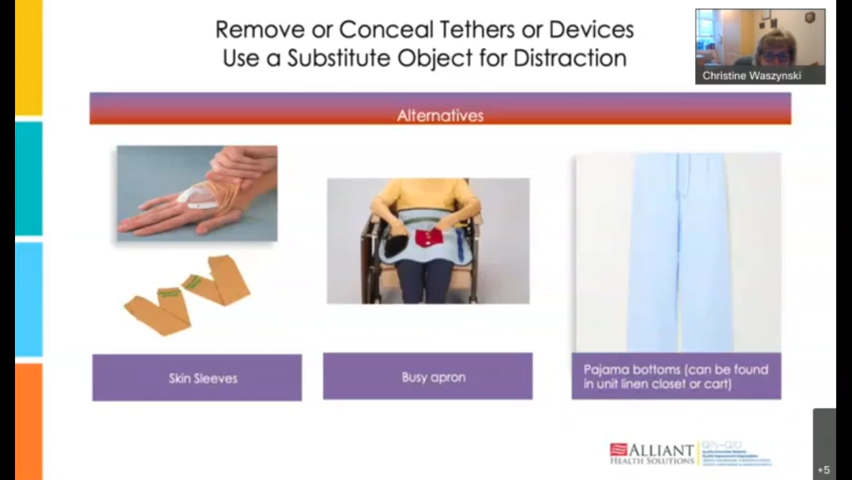 Remove or Conceal Tethers or Devices
Use a Substitute Object for Distraction
Christine Waszynski
Alternatives
Skin Sleeves
Busy apron
Pajama bottoms (can be found
in unit linen closet or cart)
ALLIANT
HEALTH SOLUTIONS
+5